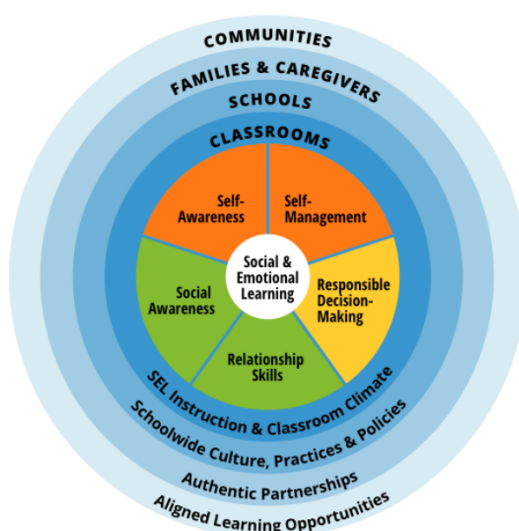 COMMUNITIES
FAMILIES & CAREGIVERS
SCHOOLS
CLASSROOMS
Self-
Awareness
Self-
Management
Social &
Emotional
Learning
Social
Awareness
Responsible
Decision-
Making
Relationship
Skills
SEL Instruction & Classroom Climate
Schoolwide Culture, Practices & Policies
Authentic Partnerships
Aligned Learning Opportunities